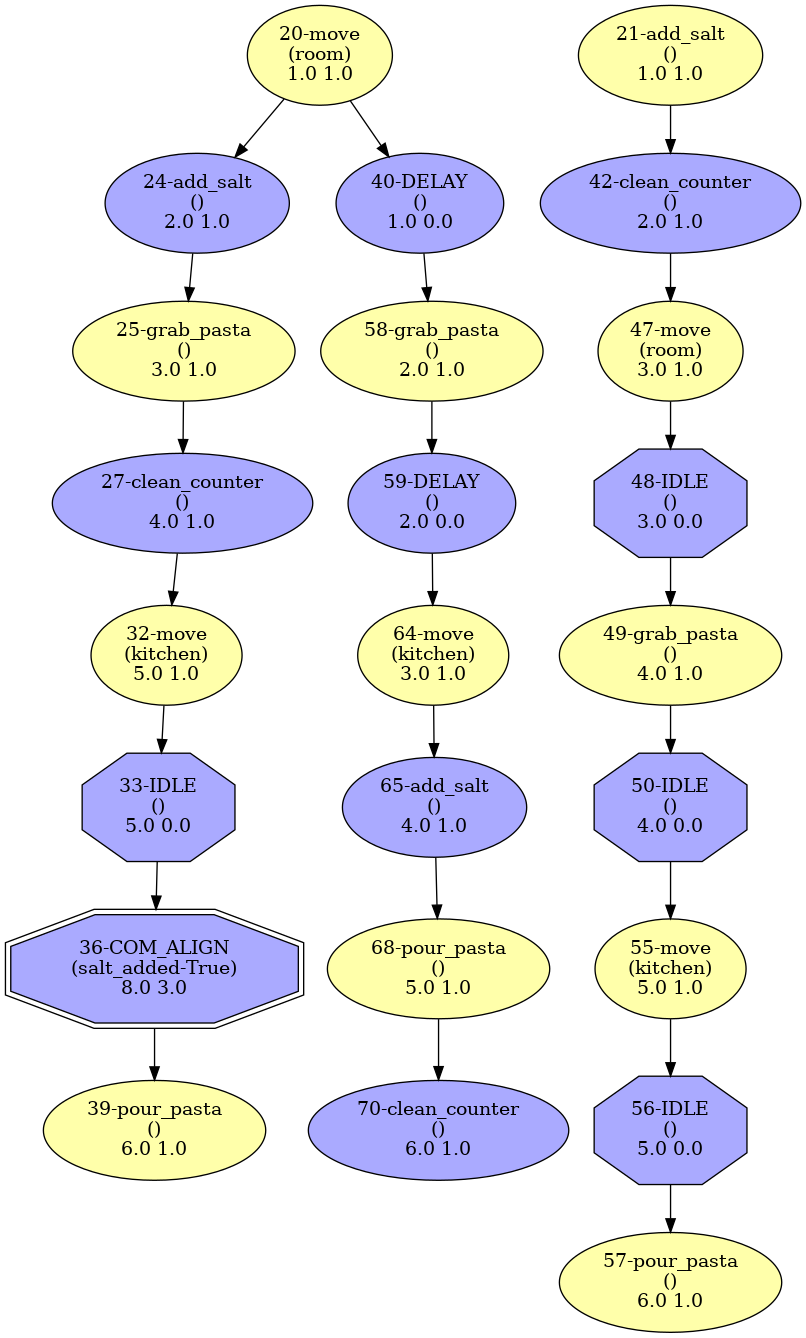 20-move
(room)
1.0 1.0
21-add_salt
()
1.0 1.0
24-add_salt
()
2.0 1.0
40-DELAY
()
1.0 0.0
42-clean_counter
()
2.0 1.0
25-grab_pasta
()
3.0 1.0
58-grab_pasta
()
2.0 1.0
47-move
(room)
3.0 1.0
27-clean_counter
()
4.0 1.0
59-DELAY
()
2.0 0.0
48-IDLE
()
3.0 0.0
32-move
(kitchen)
5.0 1.0
64-move
(kitchen)
3.0 1.0
49-grab_pasta
()
4.0 1.0
33-IDLE
()
5.0 0.0
65-add_salt
()
4.0 1.0
50-IDLE
()
4.0 0.0
36-COM_ALIGN
(salt_added-True)
8.0 3.0
68-pour_pasta
()
5.0 1.0
55-move
(kitchen)
5.0 1.0
39-pour_pasta
()
6.0 1.0
70-clean_counter
()
6.0 1.0
56-IDLE
()
5.0 0.0
57-pour_pasta
()
6.0 1.0